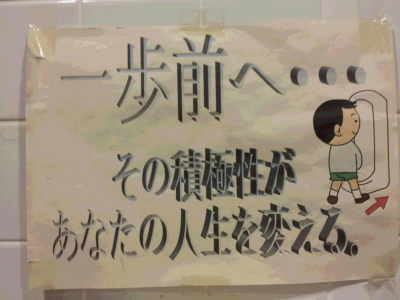 一歩前へ・・・
その積極性が
あなたの人生を変える。